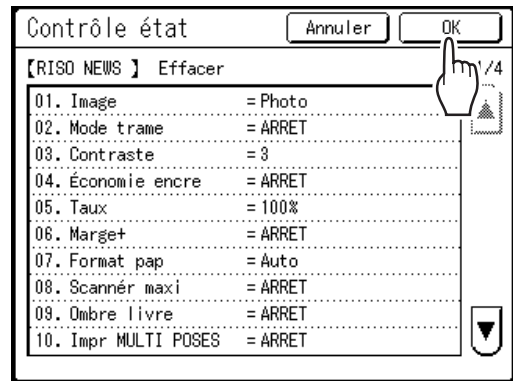 Contrôle état Annuler OK
【RISO NEWS 】 Effacer 1/4
01. Image = Photo
02. Mode trame = ARRET
03. Contraste = 3
04. Économie encre = ARRET
05. Taux = 100%
06. Marge+ = ARRET
07. Format pap = Auto
08. Scannér maxi = ARRET
09. Ombre livre = ARRET
10. Impr MULTI POSES = ARRET